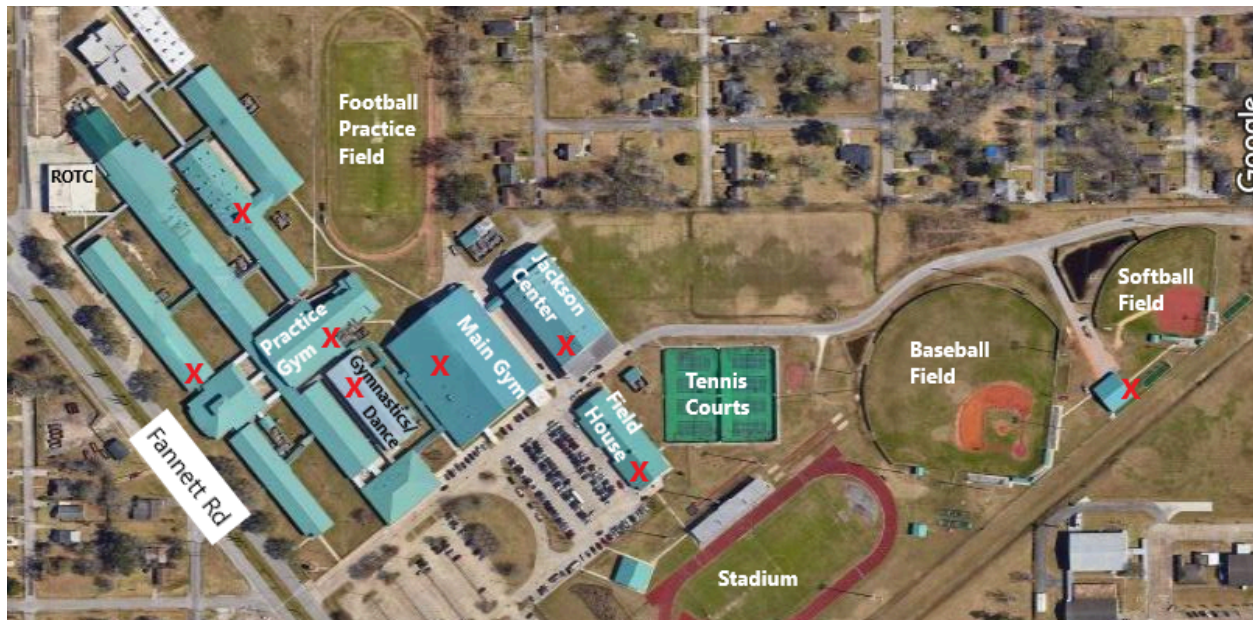 Football
Practice
Field
ROTC
X
Jackson
Center
X
Softball
Field
Google
Practice
Gym
X
Main Gym
X
Gymnastics/
Dance
X
X
Baseball
Field
Tennis
Courts
X
Field
House
X
Fannett Rd
Stadium